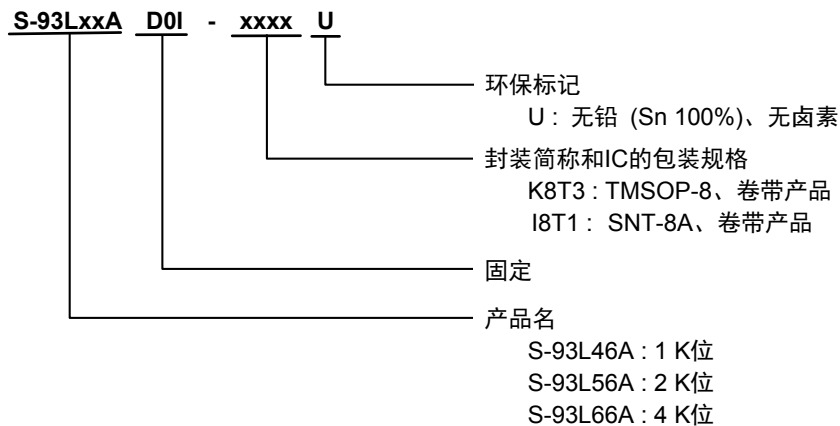 S-93LxxA D0I - xxxx U
环保标记
U : 无铅 (Sn 100%)、无卤素
封装简称和IC的包装规格
K8T3 : TMSOP-8、卷带产品
I8T1 : SNT-8A、卷带产品
固定
产品名
S-93L46A : 1 K位
S-93L56A : 2 K位
S-93L66A : 4 K位